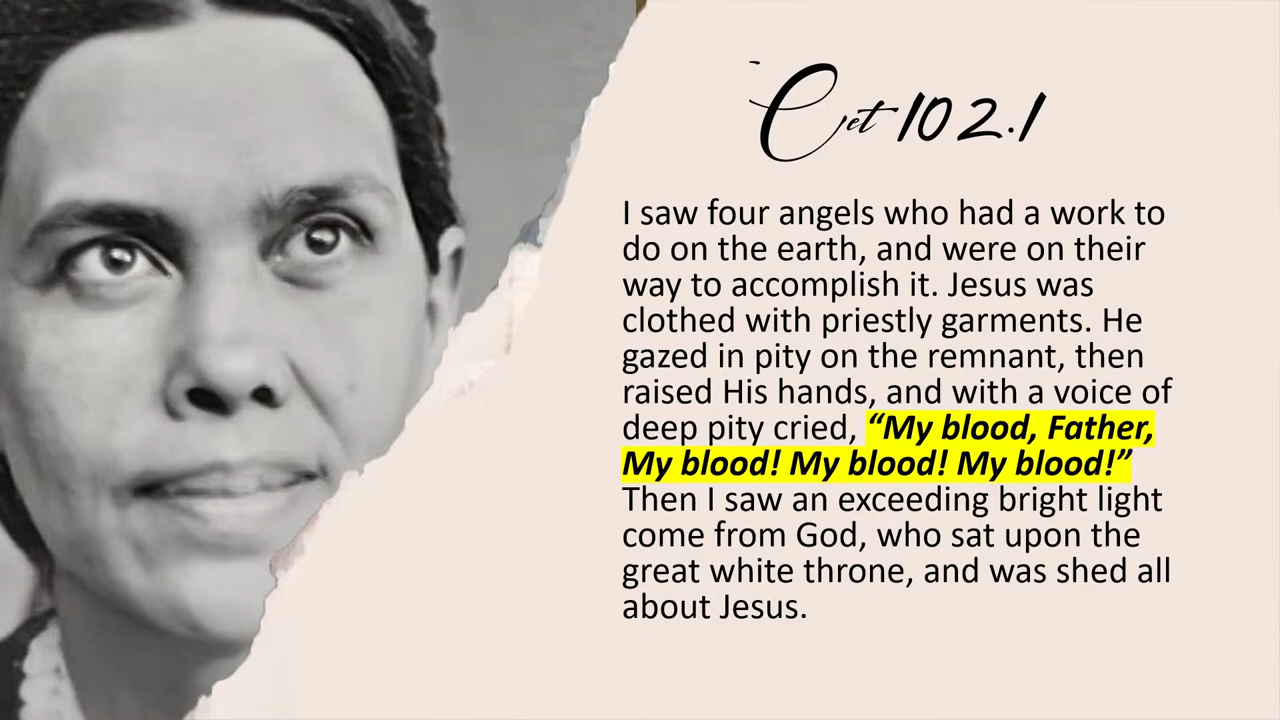 Cet 102.1
I saw four angels who had a work to
do on the earth, and were on their
way to accomplish it. Jesus was
clothed with priestly garments. He
gazed in pity on the remnant, then
raised His hands, and with a voice of
deep pity cried, “My blood, Father,
My blood! My blood! My blood!”
Then I saw an exceeding bright light
come from God, who sat upon the
great white throne, and was shed all
about Jesus.